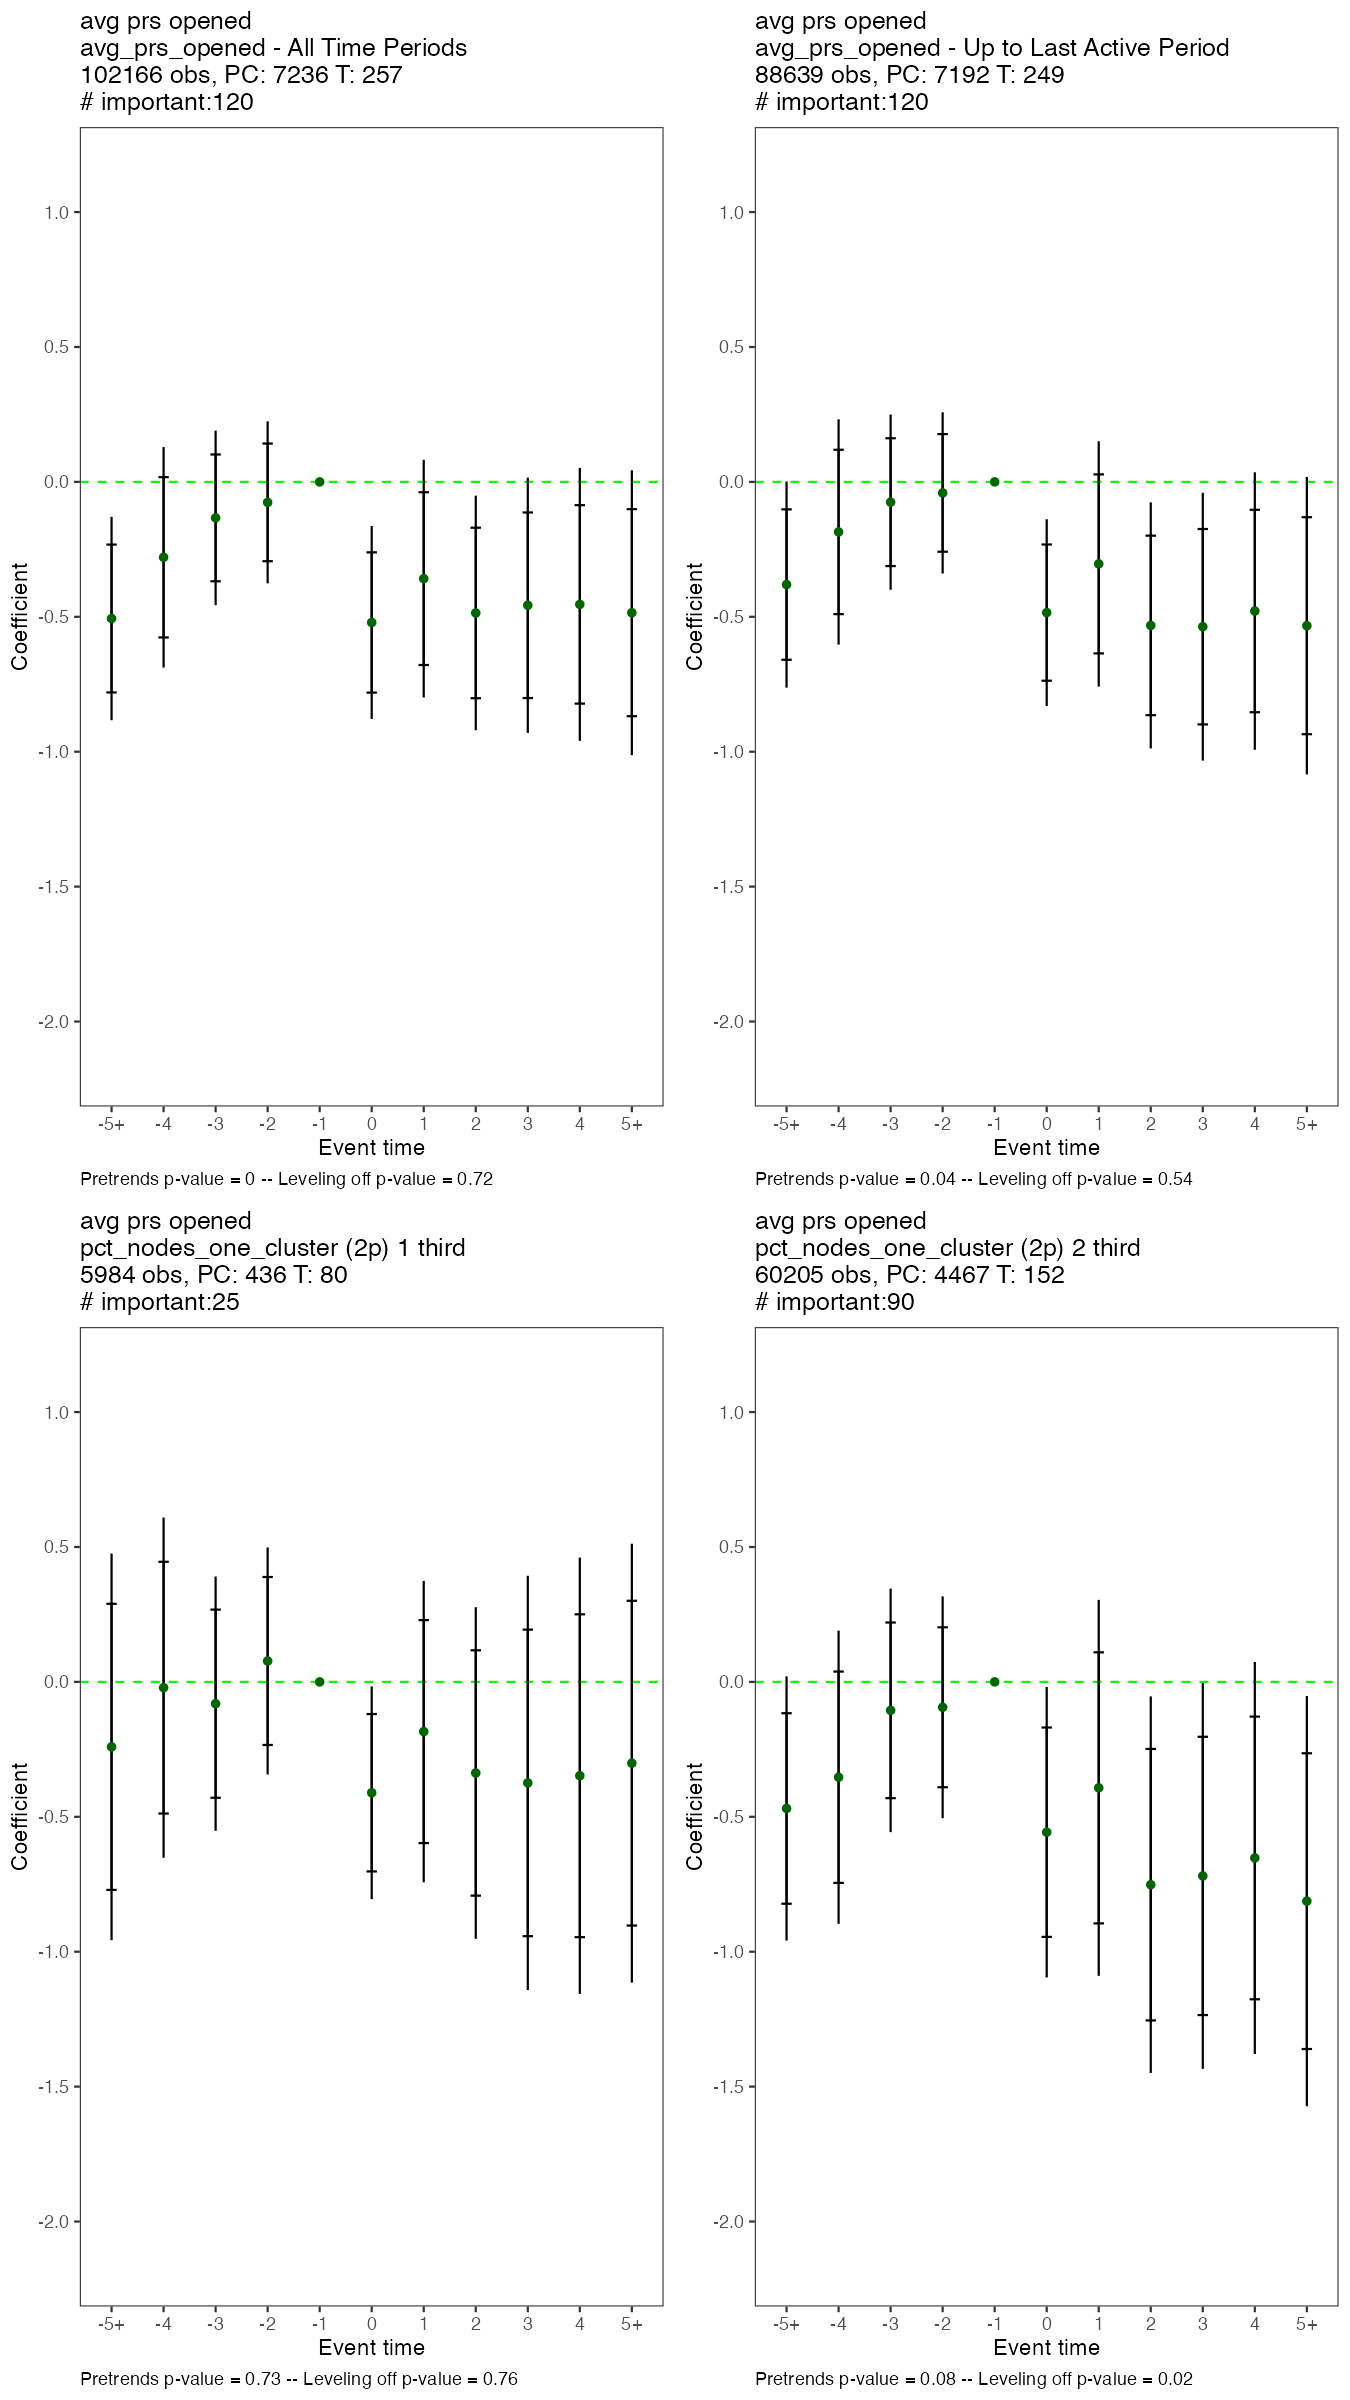 avg prs opened
avg_prs_opened - All Time Periods
102166 obs, PC: 7236 T: 257
# important:120
1.0
0.5
0.0
-0.5
-1.0
-1.5
-2.0
Coefficient
-5+ -4 -3 -2 -1 0 1 2 3 4 5+
Event time
Pretrends p-value = 0 -- Leveling off p-value = 0.72
avg prs opened
avg_prs_opened - Up to Last Active Period
88639 obs, PC: 7192 T: 249
# important:120
1.0
0.5
0.0
-0.5
-1.0
-1.5
-2.0
Coefficient
-5+ -4 -3 -2 -1 0 1 2 3 4 5+
Event time
Pretrends p-value = 0.04 -- Leveling off p-value = 0.54
avg prs opened
pct_nodes_one_cluster (2p) 1 third
5984 obs, PC: 436 T: 80
# important:25
1.0
0.5
0.0
-0.5
-1.0
-1.5
-2.0
Coefficient
-5+ -4 -3 -2 -1 0 1 2 3 4 5+
Event time
Pretrends p-value = 0.73 -- Leveling off p-value = 0.76
avg prs opened
pct_nodes_one_cluster (2p) 2 third
60205 obs, PC: 4467 T: 152
# important:90
1.0
0.5
0.0
-0.5
-1.0
-1.5
-2.0
Coefficient
-5+ -4 -3 -2 -1 0 1 2 3 4 5+
Event time
Pretrends p-value = 0.08 -- Leveling off p-value = 0.02